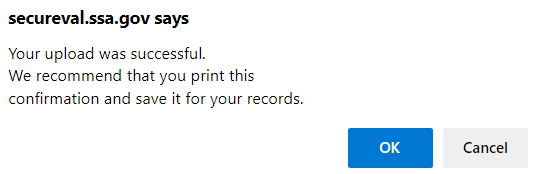 secureval.ssa.gov says
Your upload was successful.
We recommend that you print this
confirmation and save it for your records.
OK
Cancel